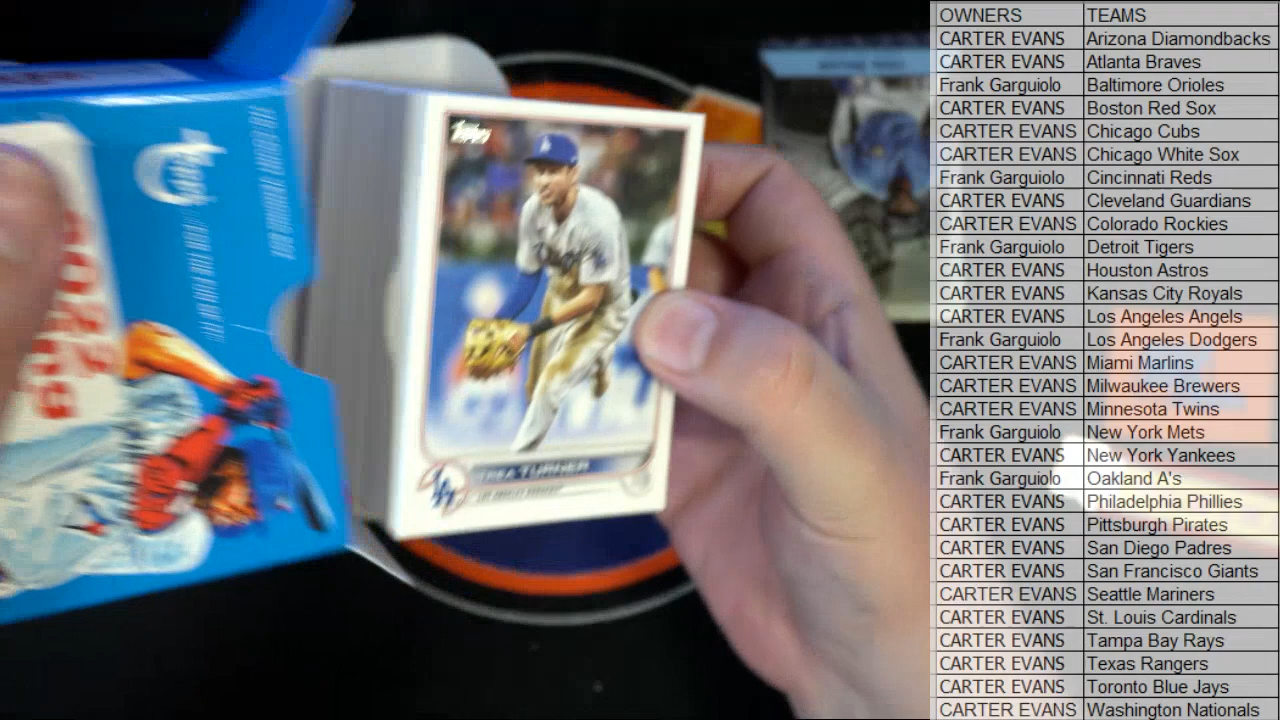 Topps
TREA TURNER
LOS ANGELES DODGERS
LA
OWNERS TEAMS
CARTER EVANS Arizona Diamondbacks
CARTER EVANS Atlanta Braves
Frank Garguiolo Baltimore Orioles
CARTER EVANS Boston Red Sox
CARTER EVANS Chicago Cubs
CARTER EVANS Chicago White Sox
Frank Garguiolo Cincinnati Reds
CARTER EVANS Cleveland Guardians
CARTER EVANS Colorado Rockies
Frank Garguiolo Detroit Tigers
CARTER EVANS Houston Astros
CARTER EVANS Kansas City Royals
CARTER EVANS Los Angeles Angels
Frank Garguiolo Los Angeles Dodgers
CARTER EVANS Miami Marlins
CARTER EVANS Milwaukee Brewers
CARTER EVANS Minnesota Twins
Frank Garguiolo New York Mets
CARTER EVANS New York Yankees
Frank Garguiolo Oakland A's
CARTER EVANS Philadelphia Phillies
CARTER EVANS Pittsburgh Pirates
CARTER EVANS San Diego Padres
CARTER EVANS San Francisco Giants
CARTER EVANS Seattle Mariners
CARTER EVANS St. Louis Cardinals
CARTER EVANS Tampa Bay Rays
CARTER EVANS Texas Rangers
CARTER EVANS Toronto Blue Jays
CARTER EVANS Washington Nationals